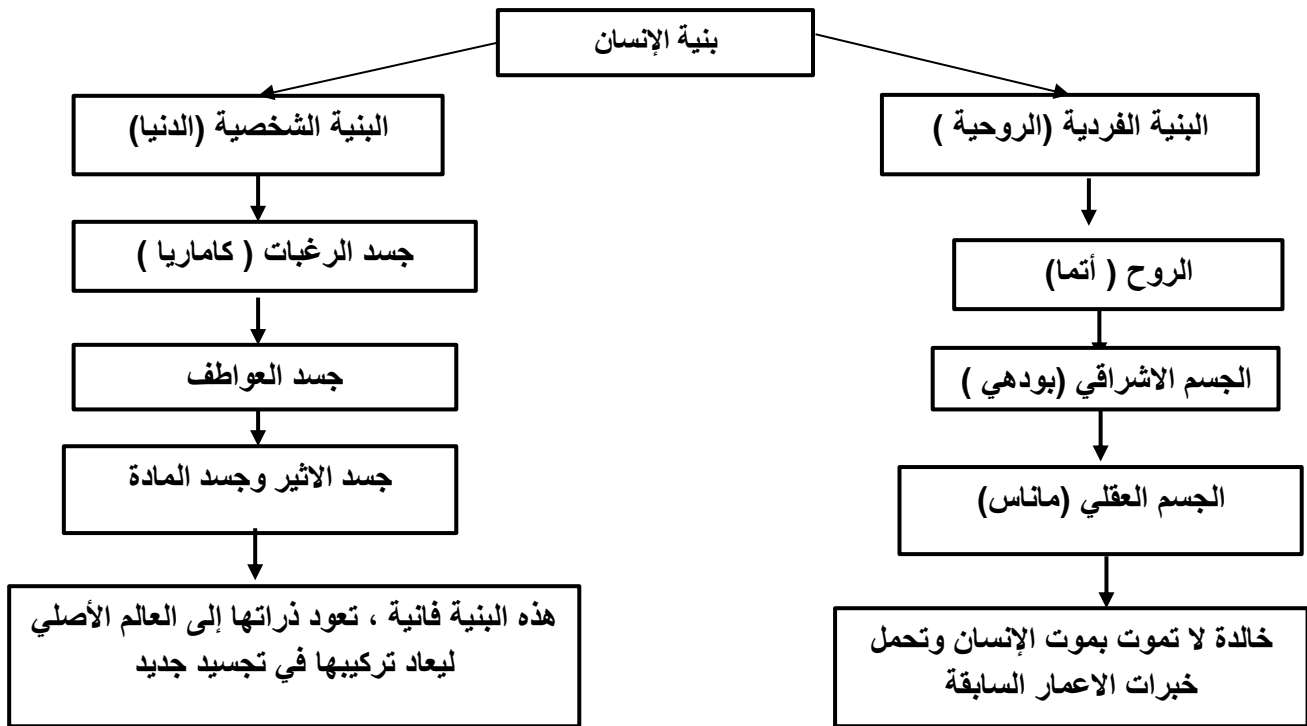 بنية الإنسان
البنية الفردية (الروحية )
البنية الشخصية (الدنيا)
جسد الرغبات ( كاماريا )
الروح ( أتما)
الجسم الاشراقي (بودهي )
جسد العواطف
جسد الاثير وجسد المادة
الجسم العقلي (ماناس)
خالدة لا تموت بموت الإنسان وتحمل
خبرات الاعمار السابقة
هذه البنية فانية ، تعود ذراتها إلى العالم الأصلي
ليعاد تركيبها في تجسيد جديد